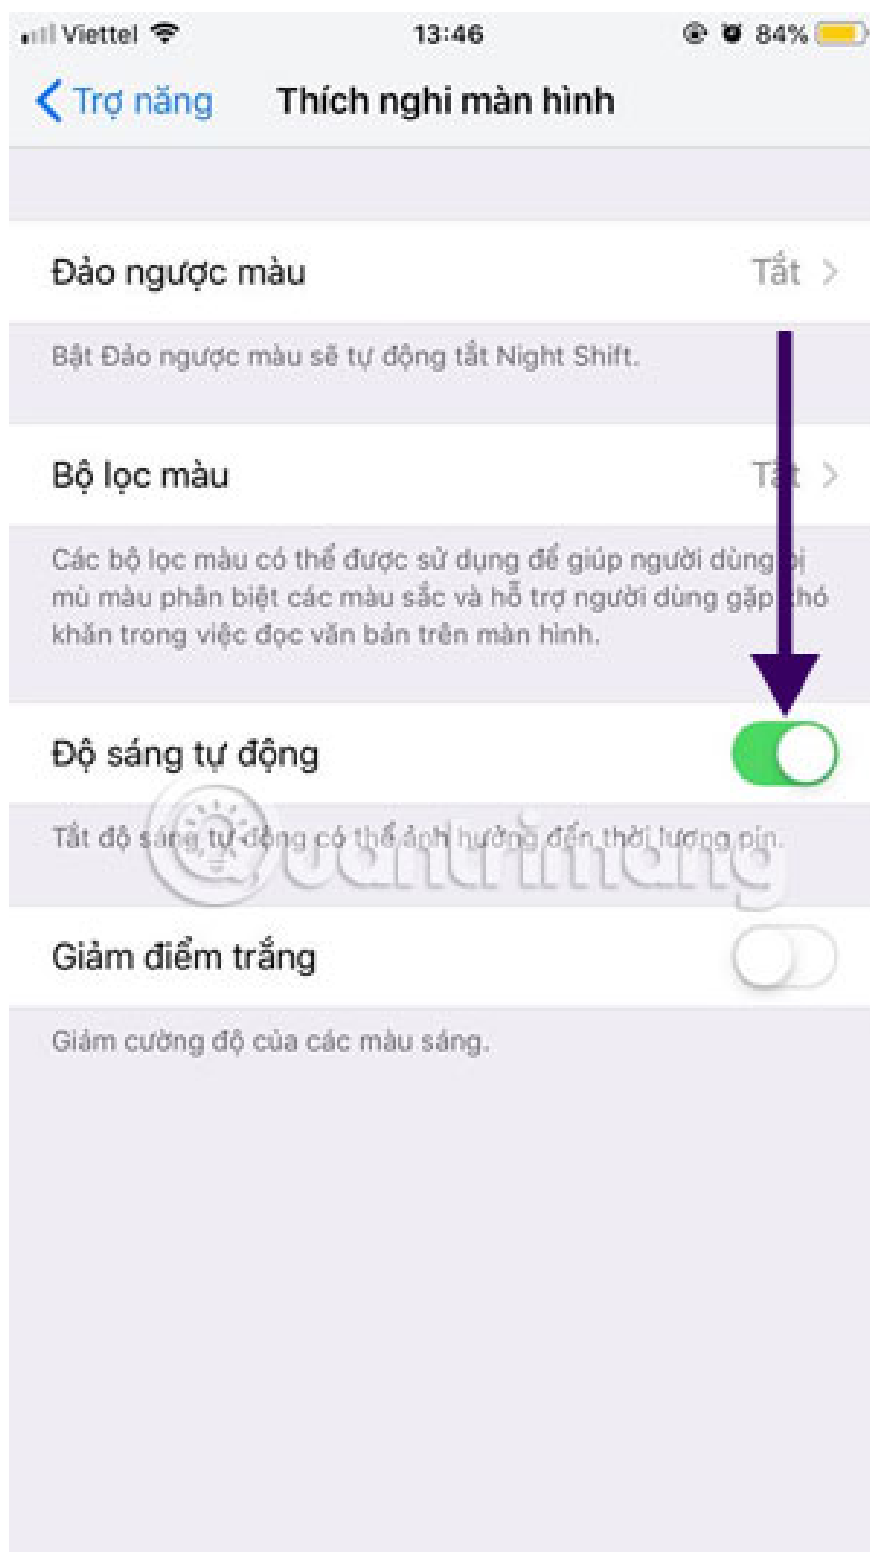 Viettel 13:46 84%
Trợ năng Thích nghi màn hình
Đảo ngược màu Tắt
Bật Đảo ngược màu sẽ tự động tắt Night Shift.
Bộ lọc màu Tắt
Các bộ lọc màu có thể được sử dụng để giúp người dùng bị
mù màu phân biệt các màu sắc và hỗ trợ người dùng gặp khó
khăn trong việc đọc văn bản trên màn hình.
Độ sáng tự động
Tắt độ sáng tự động có thể ảnh hưởng đến thời lượng pin.
Quantrimang
Giảm điểm trắng
Giảm cường độ của các màu sáng.